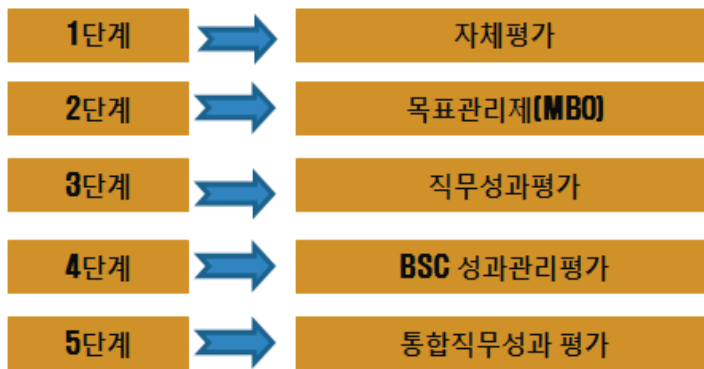 1단계 자체평가
2단계 목표관리제(MBO)
3단계 직무성과평가
4단계 BSC 성과관리평가
5단계 통합직무성과 평가